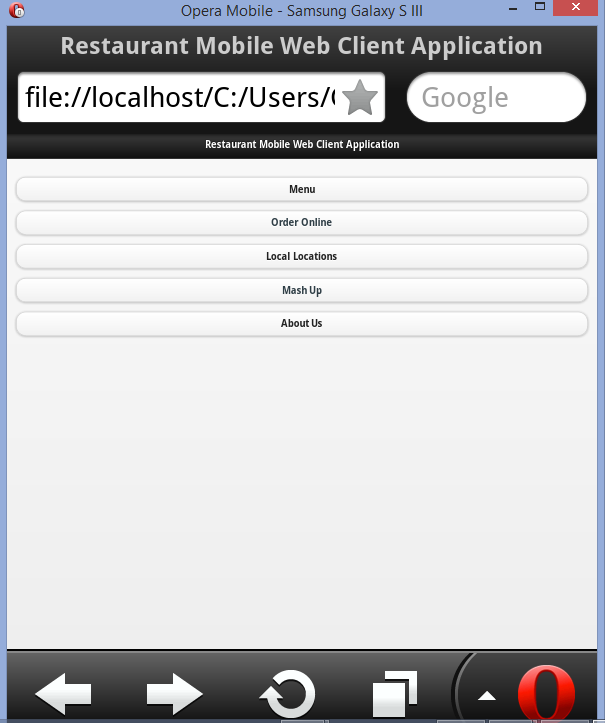 Opera Mobile - Samsung Galaxy S III
Restaurant Mobile Web Client Application
file://localhost/C:/Users/
Google
Restaurant Mobile Web Client Application
Menu
Order Online
Local Locations
Mash Up
About Us